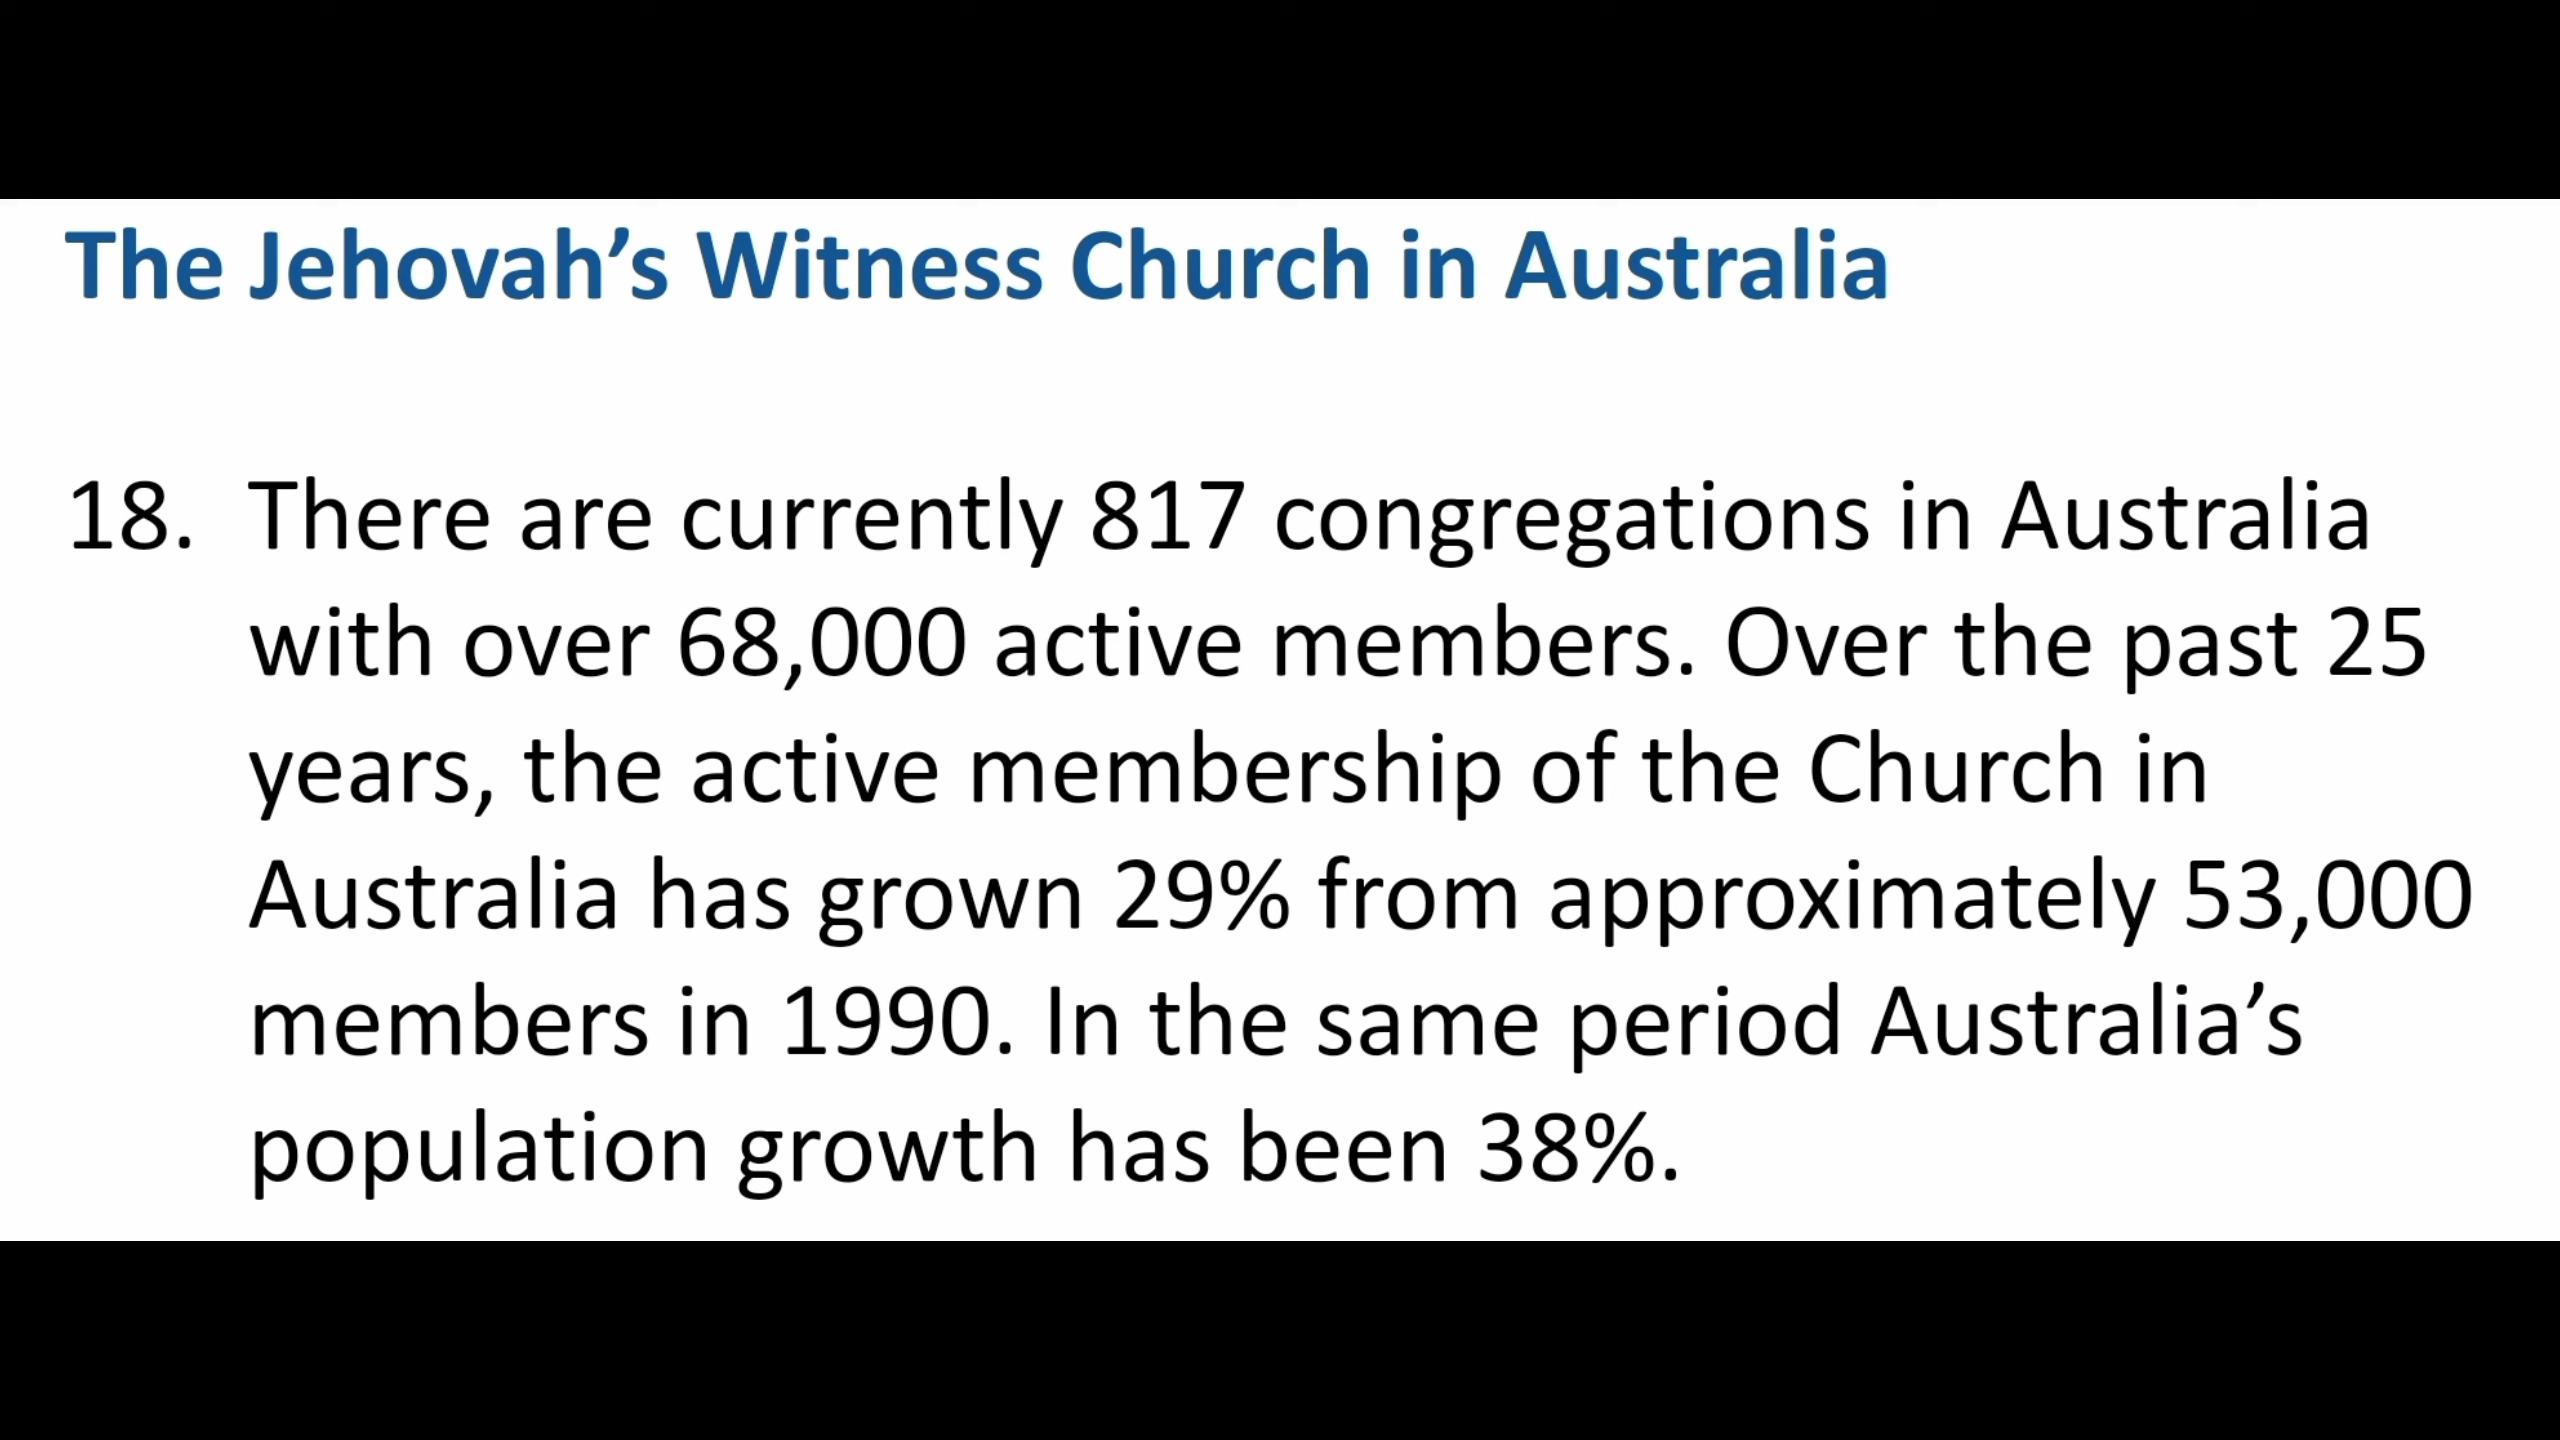 The Jehovah’s Witness Church in Australia
18. There are currently 817 congregations in Australia
with over 68,000 active members. Over the past 25
years, the active membership of the Church in
Australia has grown 29% from approximately 53,000
members in 1990. In the same period Australia’s
population growth has been 38%.